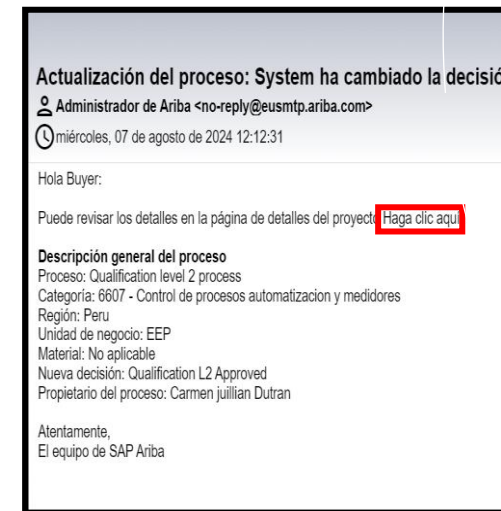 Actualización del proceso: System ha cambiado la decisió
Administrador de Ariba <no-reply@eusmtp.ariba.com>
miércoles, 07 de agosto de 2024 12:12:31
Hola Buyer:
Puede revisar los detalles en la página de detalles del proyecto Haga clic aquí
Descripción general del proceso
Proceso: Qualification level 2 process
Categoría: 6607 - Control de procesos automatizacion y medidores
Región: Peru
Unidad de negocio: EEP
Material: No aplicable
Nueva decisión: Qualification L2 Approved
Propietario del proceso: Carmen juillian Dutran
Atentamente,
El equipo de SAP Ariba